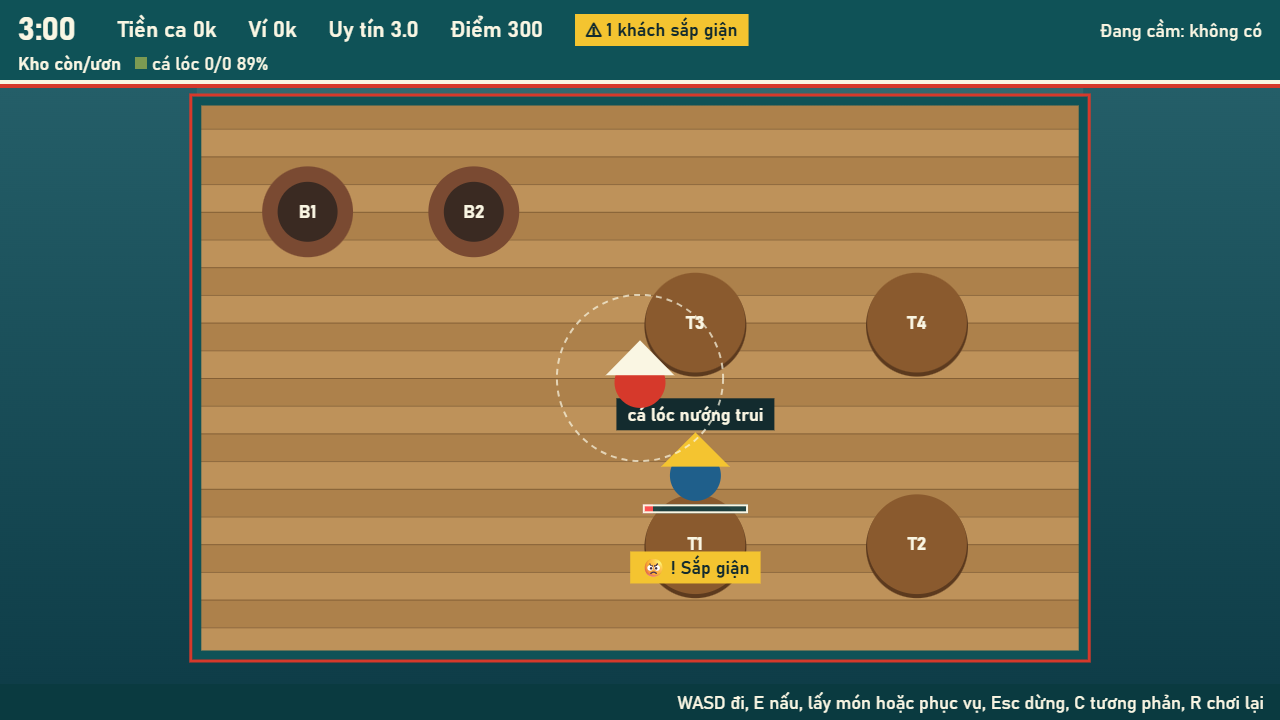 3:00 Tiền ca 0k Ví 0k Uy tín 3.0 Điểm 300 ⚠ 1 khách sắp giận Đang cầm: không có
Kho còn/ươn cá lóc 0/0 89%
B1 B2
T3 T4
cá lóc nướng trui
T1 T2
! Sắp giận
WASD đi, E nấu, lấy món hoặc phục vụ, Esc dừng, C tương phản, R chơi lại